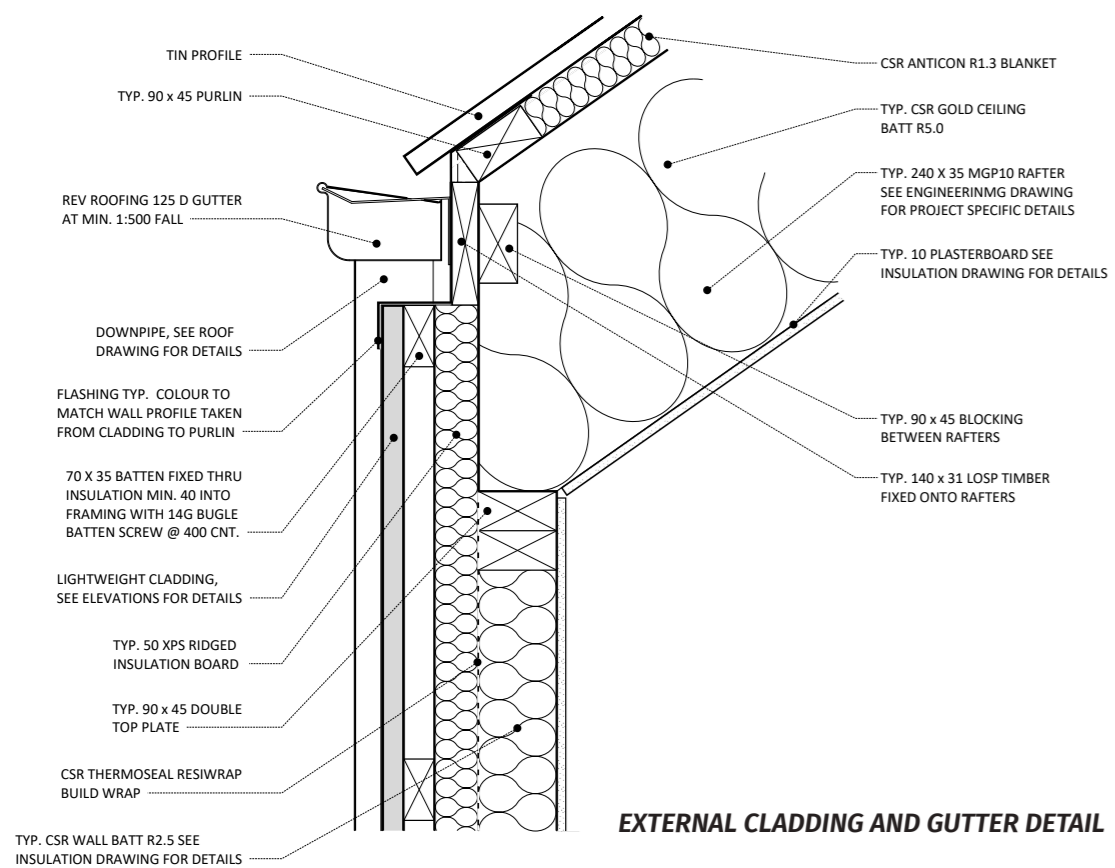 TIN PROFILE
TYP. 90 x 45 PURLIN
REV ROOFING 125 D GUTTER
AT MIN. 1:500 FALL
DOWNPIPE, SEE ROOF
DRAWING FOR DETAILS
FLASHING TYP. COLOUR TO
MATCH WALL PROFILE TAKEN
FROM CLADDING TO PURLIN
70 X 35 BATTEN FIXED THRU
INSULATION MIN. 40 INTO
FRAMING WITH 14G BUGLE
BATTEN SCREW @ 400 CNT.
LIGHTWEIGHT CLADDING,
SEE ELEVATIONS FOR DETAILS
TYP. 50 XPS RIDGED
INSULATION BOARD
TYP. 90 x 45 DOUBLE
TOP PLATE
CSR THERMOSEAL RESIWRAP
BUILD WRAP
TYP. CSR WALL BATT R2.5 SEE
INSULATION DRAWING FOR DETAILS
CSR ANTICON R1.3 BLANKET
TYP. CSR GOLD CEILING
BATT R5.0
TYP. 240 X 35 MGP10 RAFTER
SEE ENGINEERINMG DRAWING
FOR PROJECT SPECIFIC DETAILS
TYP. 10 PLASTERBOARD SEE
INSULATION DRAWING FOR DETAILS
TYP. 90 x 45 BLOCKING
BETWEEN RAFTERS
TYP. 140 x 31 LOSP TIMBER
FIXED ONTO RAFTERS
EXTERNAL CLADDING AND GUTTER DETAIL